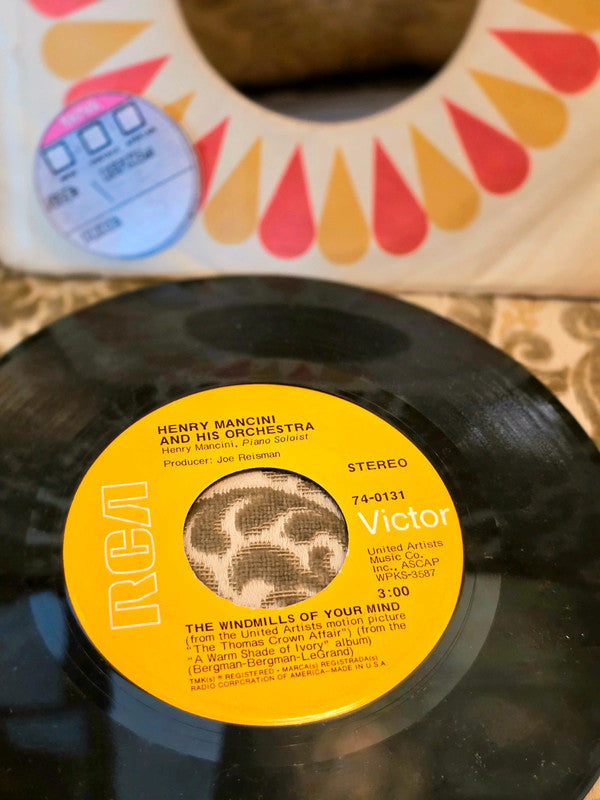 HENRY MANCINI
AND HIS ORCHESTRA
Henry Mancini, Piano Soloist
Producer: Joe Reisman
STEREO
74-0131
RCA
Victor
United Artists
Music Co.
Inc., ASCAP
WPKS-3587
3:00
THE WINDMILLS OF YOUR MIND
(from the United Artists motion picture
"The Thomas Crown Affair") (from the
"A Warm Shade of Ivory" album)
(Bergman-Bergman-LeGrand)
TMK(s) ® REGISTERED • MARCA(s) REGISTRADA(S)
RADIO CORPORATION OF AMERICA—MADE IN U.S.A.